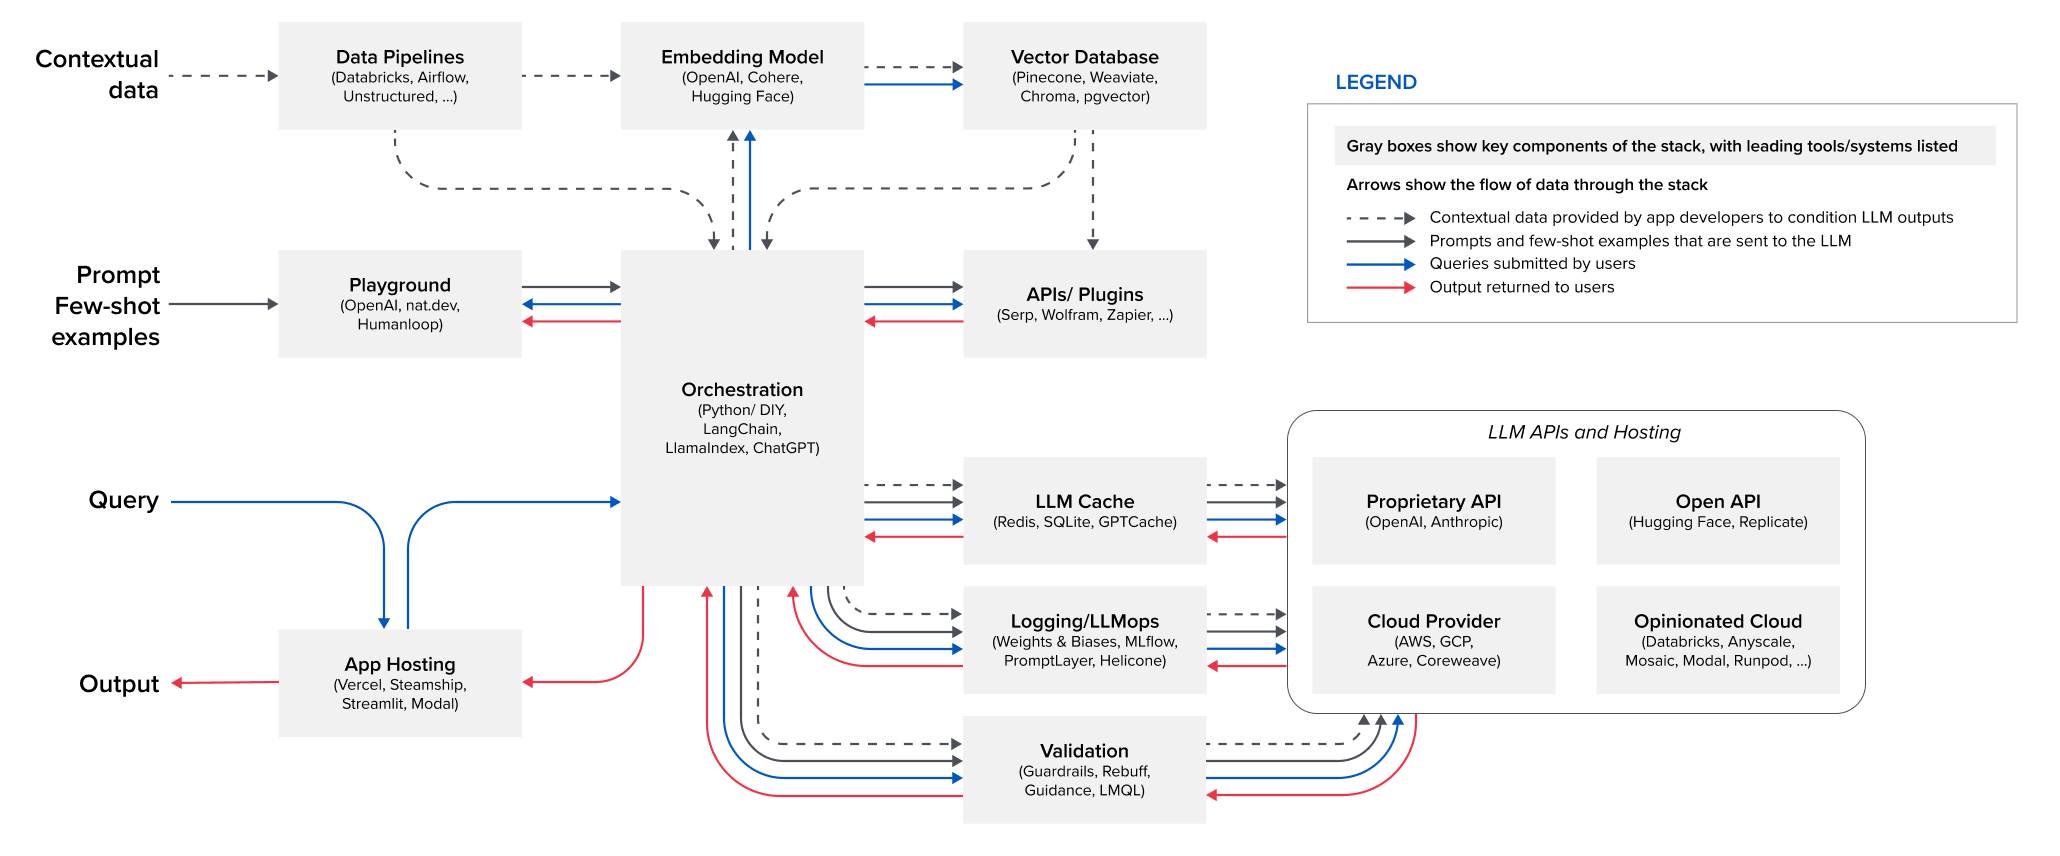 Contextual
data
Data Pipelines
(Databricks, Airflow,
Unstructured, ...)
Embedding Model
(OpenAI, Cohere,
Hugging Face)
Vector Database
(Pinecone, Weaviate,
Chroma, pgvector)
LEGEND
Gray boxes show key components of the stack, with leading tools/systems listed
Arrows show the flow of data through the stack
Contextual data provided by app developers to condition LLM outputs
Prompts and few-shot examples that are sent to the LLM
Queries submitted by users
Output returned to users
Prompt
Few-shot
examples
Playground
(OpenAI, nat.dev,
Humanloop)
Orchestration
(Python/ DIY,
LangChain,
LlamaIndex, ChatGPT)
APIs/ Plugins
(Serp, Wolfram, Zapier, ...)
Query
Output
App Hosting
(Vercel, Steamship,
Streamlit, Modal)
LLM Cache
(Redis, SQLite, GPTCache)
Logging/LLMops
(Weights & Biases, MLflow,
PromptLayer, Helicone)
Validation
(Guardrails, Rebuff,
Guidance, LMQL)
LLM APIs and Hosting
Proprietary API
(OpenAI, Anthropic)
Open API
(Hugging Face, Replicate)
Cloud Provider
(AWS, GCP,
Azure, Coreweave)
Opinionated Cloud
(Databricks, Anyscale,
Mosaic, Modal, Runpod, ...)